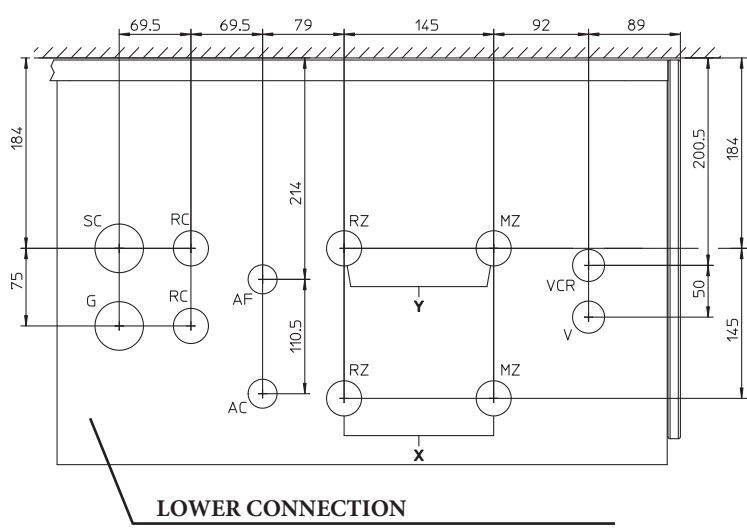 69.5 69.5 79 145 92 89
184 214 200.5 184
SC RC RZ MZ
75 G RC AF VCR 50
Y
V
110.5 145
RZ MZ
AC
X
LOWER CONNECTION